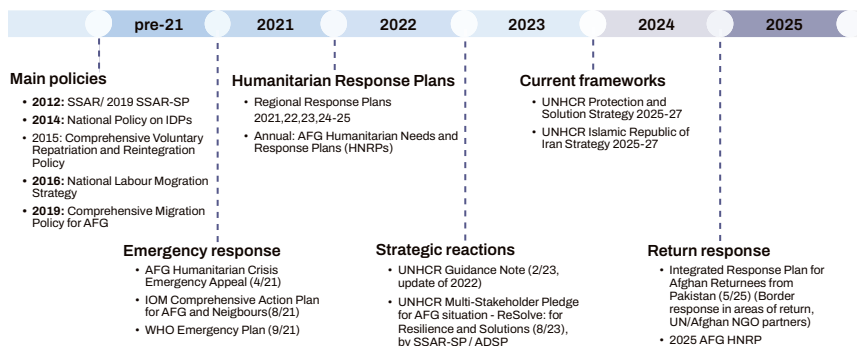 pre-21 2021 2022 2023 2024 2025
Main policies
• 2012: SSAR/ 2019 SSAR-SP
• 2014: National Policy on IDPs
• 2015: Comprehensive Voluntary
Repatriation and Reintegration
Policy
• 2016: National Labour Mogration
Strategy
• 2019: Comprehensive Migration
Policy for AFG
Humanitarian Response Plans
• Regional Response Plans
2021,22,23,24-25
• Annual: AFG Humanitarian Needs and
Response Plans (HNRPs)
Current frameworks
• UNHCR Protection and
Solution Strategy 2025-27
• UNHCR Islamic Republic of
Iran Strategy 2025-27
Emergency response
• AFG Humanitarian Crisis
Emergency Appeal (4/21)
• IOM Comprehensive Action Plan
for AFG and Neigbours(8/21)
• WHO Emergency Plan (9/21)
Strategic reactions
• UNHCR Guidance Note (2/23,
update of 2022)
• UNHCR Multi-Stakeholder Pledge
for AFG situation - ReSolve: for
Resilience and Solutions (8/23),
by SSAR-SP / ADSP
Return response
• Integrated Response Plan for
Afghan Returnees from
Pakistan (5/25) (Border
response in areas of return,
UN/Afghan NGO partners)
• 2025 AFG HNRP